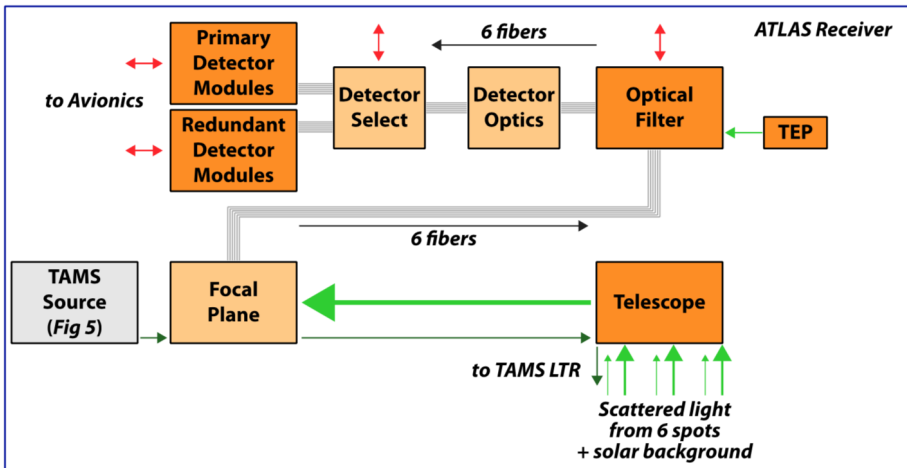 ATLAS Receiver
6 fibers
Primary
Detector
Modules
to Avionics
Redundant
Detector
Modules
Detector
Select
Detector
Optics
Optical
Filter
TEP
6 fibers
TAMS
Source
(Fig 5)
Focal
Plane
Telescope
to TAMS LTR
Scattered light
from 6 spots
+ solar background